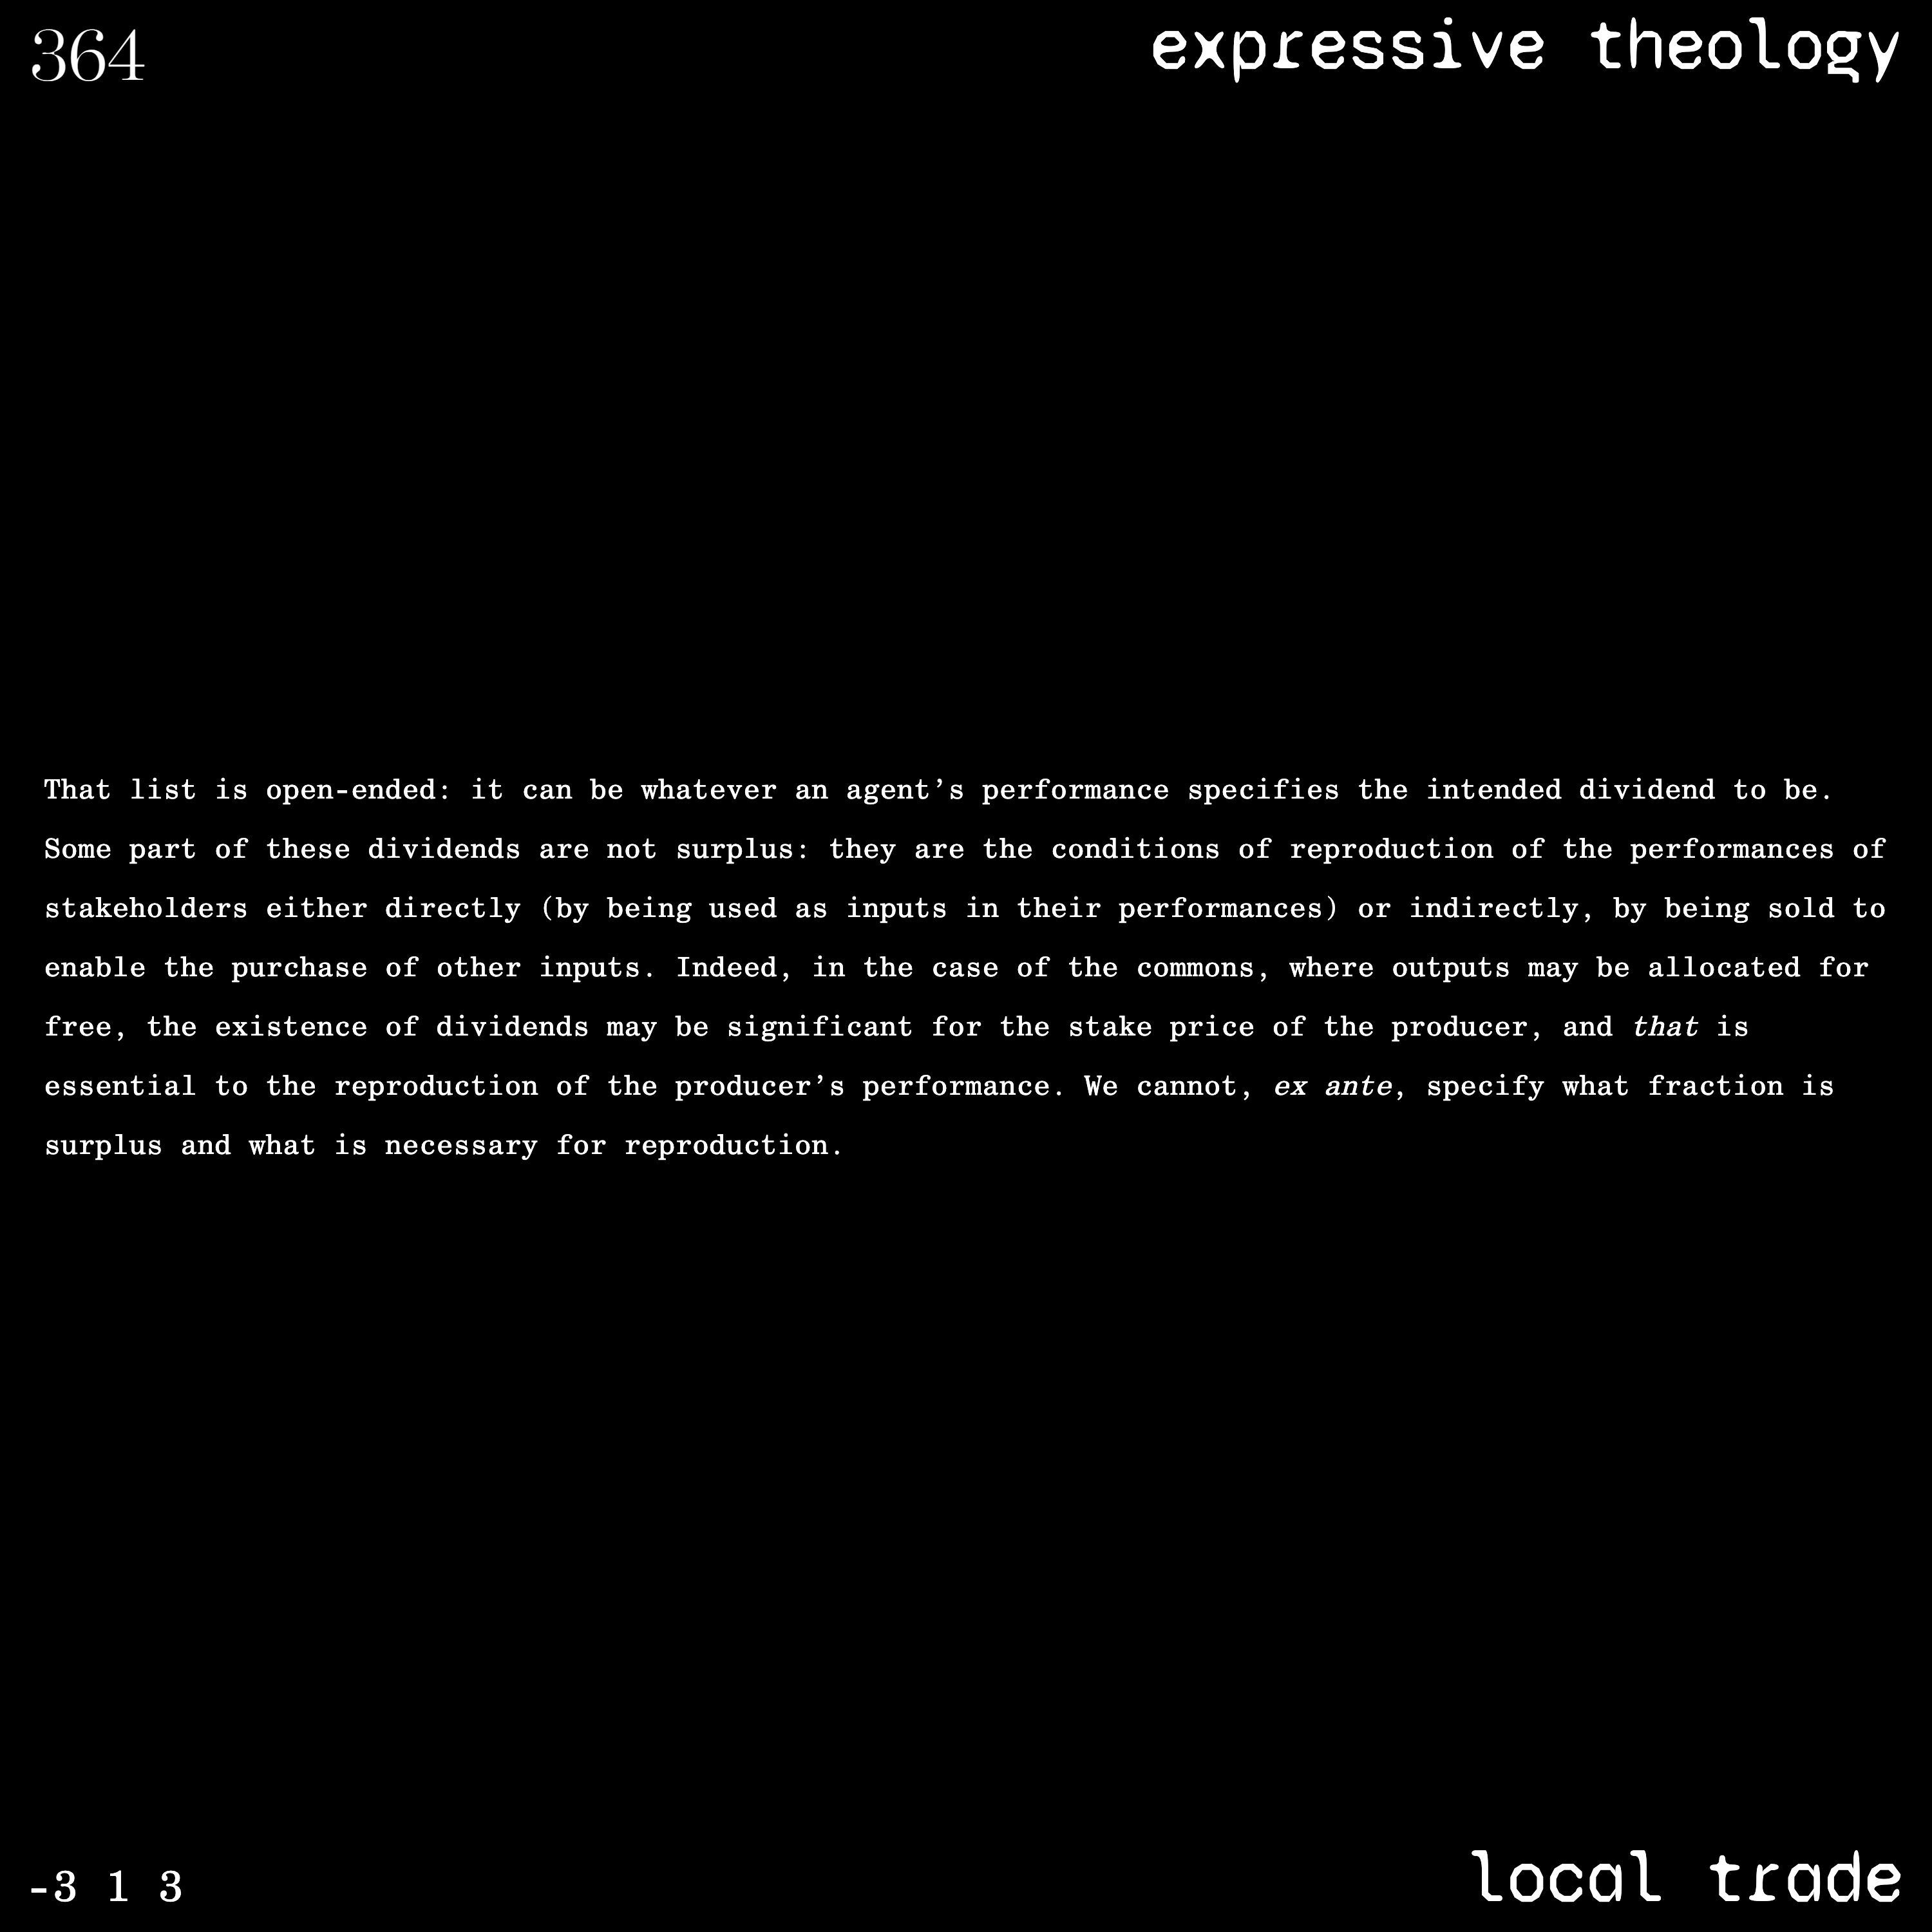 364
expressive theology
That list is open-ended: it can be whatever an agent’s performance specifies the intended dividend to be.
Some part of these dividends are not surplus: they are the conditions of reproduction of the performances of
stakeholders either directly (by being used as inputs in their performances) or indirectly, by being sold to
enable the purchase of other inputs. Indeed, in the case of the commons, where outputs may be allocated for
free, the existence of dividends may be significant for the stake price of the producer, and that is
essential to the reproduction of the producer’s performance. We cannot, ex ante, specify what fraction is
surplus and what is necessary for reproduction.
-3 1 3
local trade